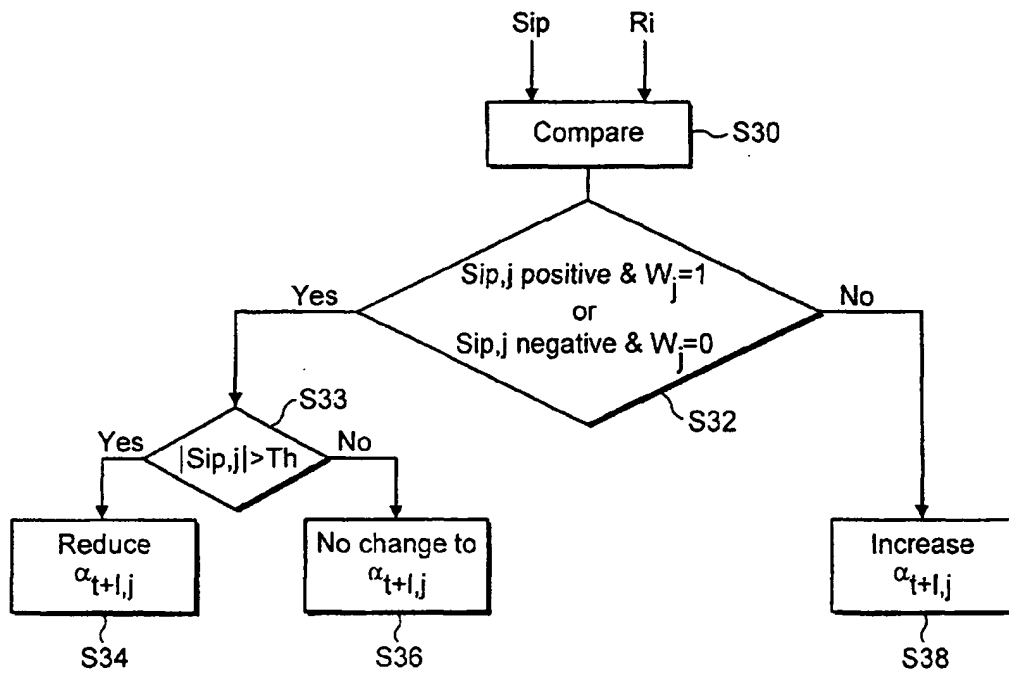 Sip Ri
Compare S30
Sip,j positive & Wj=1
Yes or No
Sip,j negative & Wj=0
S33 S32
Yes |Sip,j|>Th No
Reduce No change to Increase
αt+l,j αt+l,j αt+l,j
S34 S36 S38